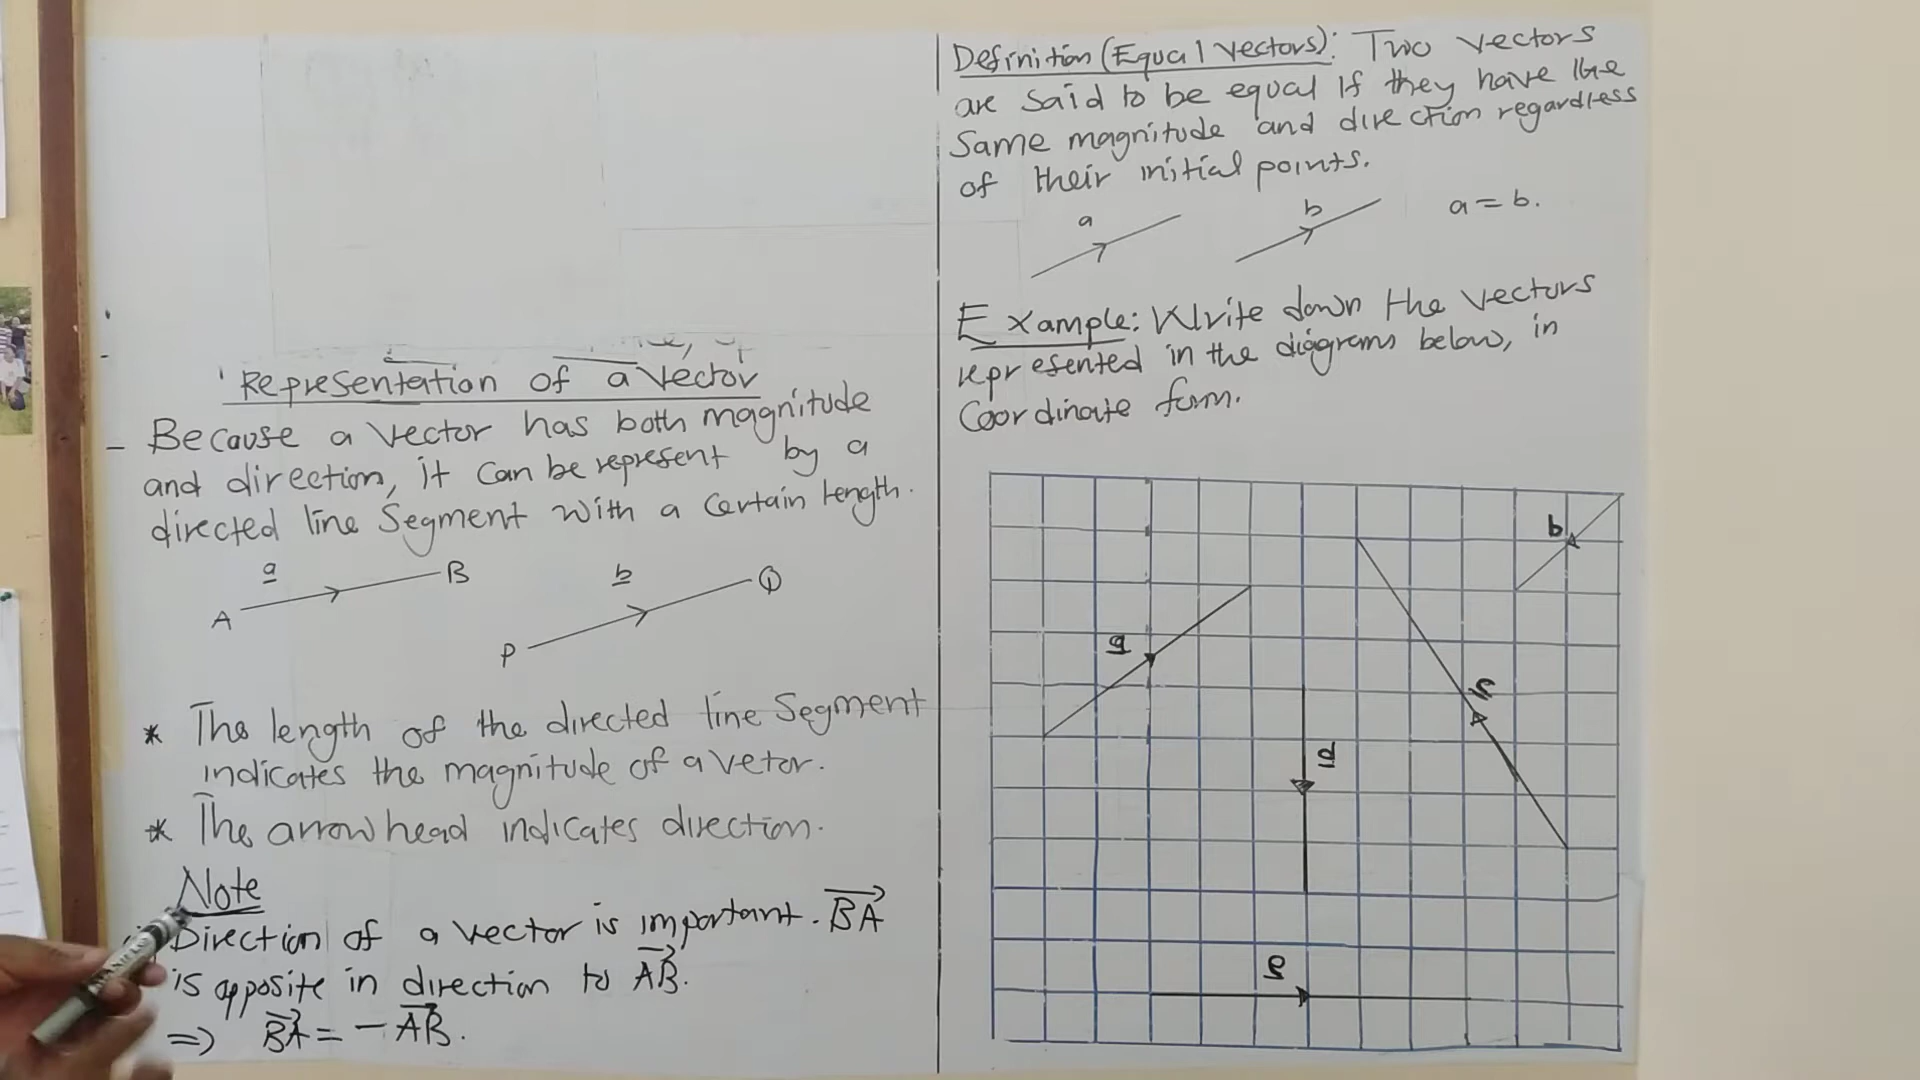 Representation of a Vector
- Because a vector has both magnitude
and direction, it can be represent by a
directed line segment with a certain length.
a
A
B
b
P
Q
* The length of the directed line segment
indicates the magnitude of a vetor.
* The arrowhead indicates direction.
Note
Direction of a vector is important. BA
is opposite in direction to AB.
=> BA = - AB.
Definition (Equal vectors): Two vectors
are said to be equal if they have the
same magnitude and direction regardless
of their initial points.
a
b
a = b.
Example: Write down the vectors
represented in the diagrams below, in
Coordinate form.
b
a
c
d
e